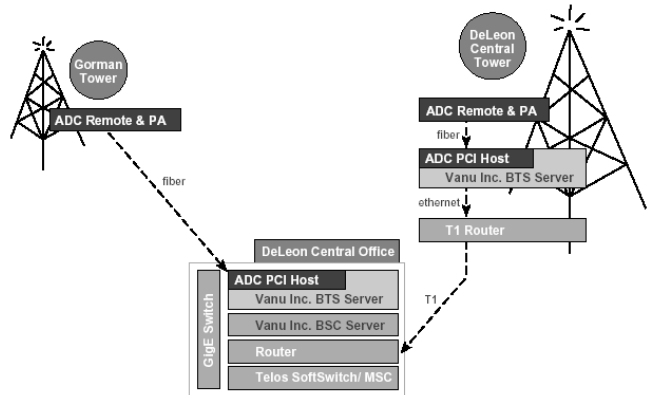 Gorman
Tower
ADC Remote & PA
fiber
DeLeon
Central
Tower
ADC Remote & PA
fiber
ADC PCI Host
Vanu Inc. BTS Server
ethernet
T1 Router
T1
DeLeon Central Office
GigE Switch
ADC PCI Host
Vanu Inc. BTS Server
Vanu Inc. BSC Server
Router
Telos SoftSwitch/ MSC